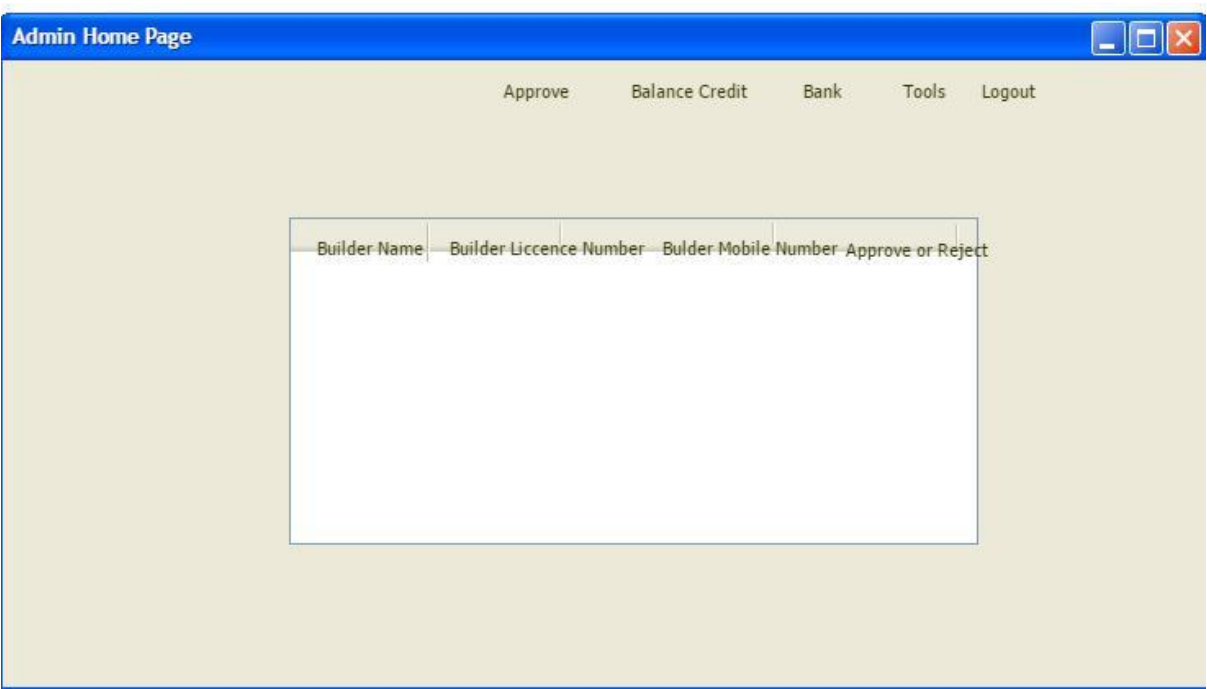 Admin Home Page
Approve Balance Credit Bank Tools Logout
Builder Name Builder Liccence Number Bulder Mobile Number Approve or Reject